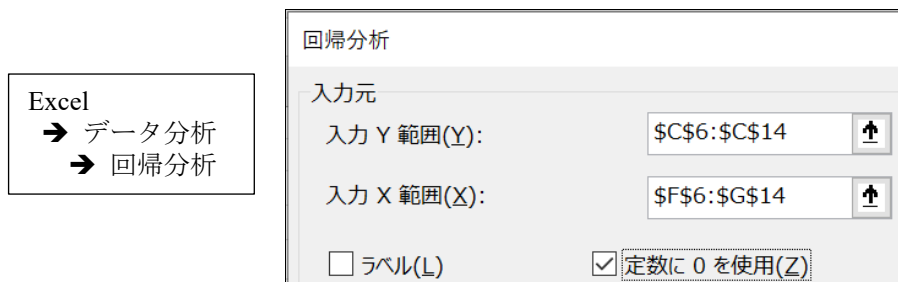 Excel
➔ データ分析
➔ 回帰分析
回帰分析
入力元
入力 Y 範囲(Y):
$C$6:$C$14
入力 X 範囲(X):
$F$6:$G$14
ラベル(L)
定数に 0 を使用(Z)